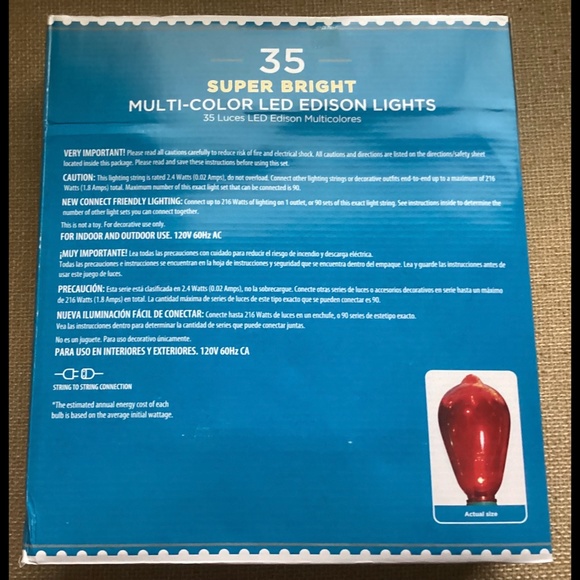 35
SUPER BRIGHT
MULTI-COLOR LED EDISON LIGHTS
35 Luces LED Edison Multicolores
VERY IMPORTANT! Please read all cautions carefully to reduce risk of fire and electrical shock. All cautions and directions are listed on the directions/safety sheet
located inside this package. Please read and save these instructions before using this set.
CAUTION: This lighting string is rated 2.4 Watts (0.02 Amps), do not overload. Connect other lighting strings or decorative outfits end-to-end up to a maximum of 216
Watts (1.8 Amps) total. Maximum number of this exact light set that can be connected is 90.
NEW CONNECT FRIENDLY LIGHTING: Connect up to 216 Watts of lighting on 1 outlet, or 90 sets of this exact light string. See instructions inside to determine the
number of other light sets you can connect together.
This is not a toy. For decorative use only.
FOR INDOOR AND OUTDOOR USE. 120V 60Hz AC
¡MUY IMPORTANTE! Lea todas las precauciones con cuidado para reducir el riesgo de incendio y descarga eléctrica.
Todas las precauciones e instrucciones se encuentran en la hoja de instrucciones y seguridad que se encuentra dentro del empaque. Lea y guarde las instrucciones antes de
usar este juego de luces.
PRECAUCIÓN: Esta serie está clasificada en 2.4 Watts (0.02 Amps), no la sobrecargue. Conecte otras series de luces o accesorios decorativos en serie hasta un máximo
de 216 Watts (1.8 Amps) en total. La cantidad máxima de series de luces de este tipo exacto que se pueden conectar es 90.
NUEVA ILUMINACIÓN FÁCIL DE CONECTAR: Conecte hasta 216 Watts de luces en un enchufe, o 90 series de estetipo exacto.
Vea las instrucciones dentro para determinar la cantidad de series que puede conectar juntas.
No es un juguete. Para uso decorativo únicamente.
PARA USO EN INTERIORES Y EXTERIORES. 120V 60Hz CA
STRING TO STRING CONNECTION
*The estimated annual energy cost of each
bulb is based on the average initial wattage.
Actual size